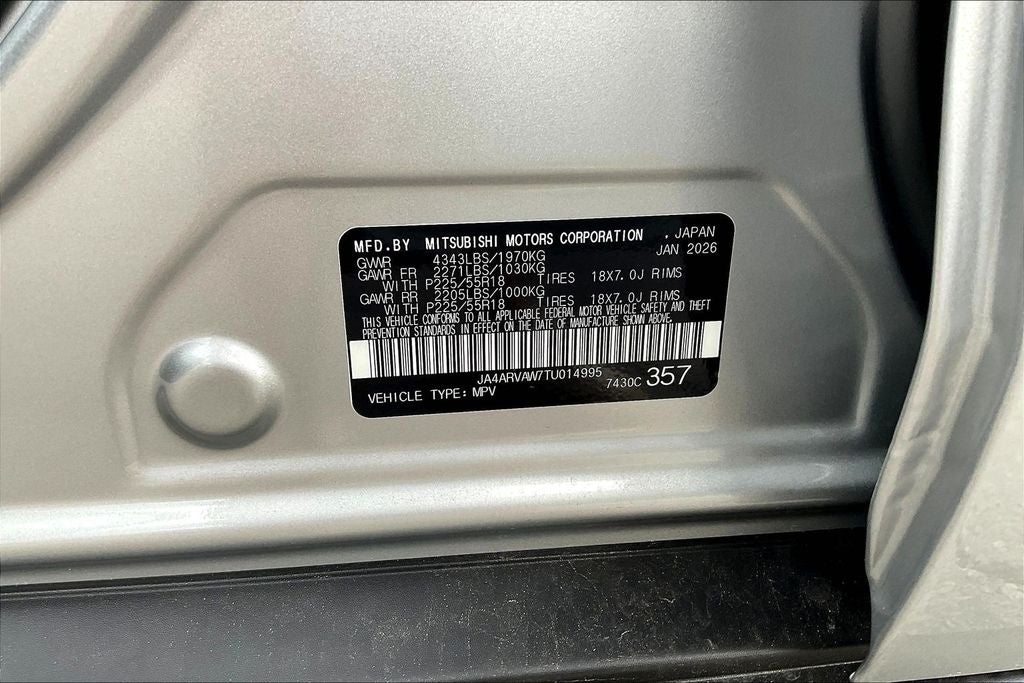 MFD.BY MITSUBISHI MOTORS CORPORATION , JAPAN
JAN 2026
GVWR 4343LBS/1970KG
GAWR FR 2271LBS/1030KG
WITH P225/55R18 TIRES 18X7.0J RIMS
GAWR RR 2205LBS/1000KG
WITH P225/55R18 TIRES 18X7.0J RIMS
THIS VEHICLE CONFORMS TO ALL APPLICABLE FEDERAL MOTOR VEHICLE SAFETY AND THEFT
PREVENTION STANDARDS IN EFFECT ON THE DATE OF MANUFACTURE SHOWN ABOVE.
JA4ARVAW7TU014995
VEHICLE TYPE: MPV 7430C 357